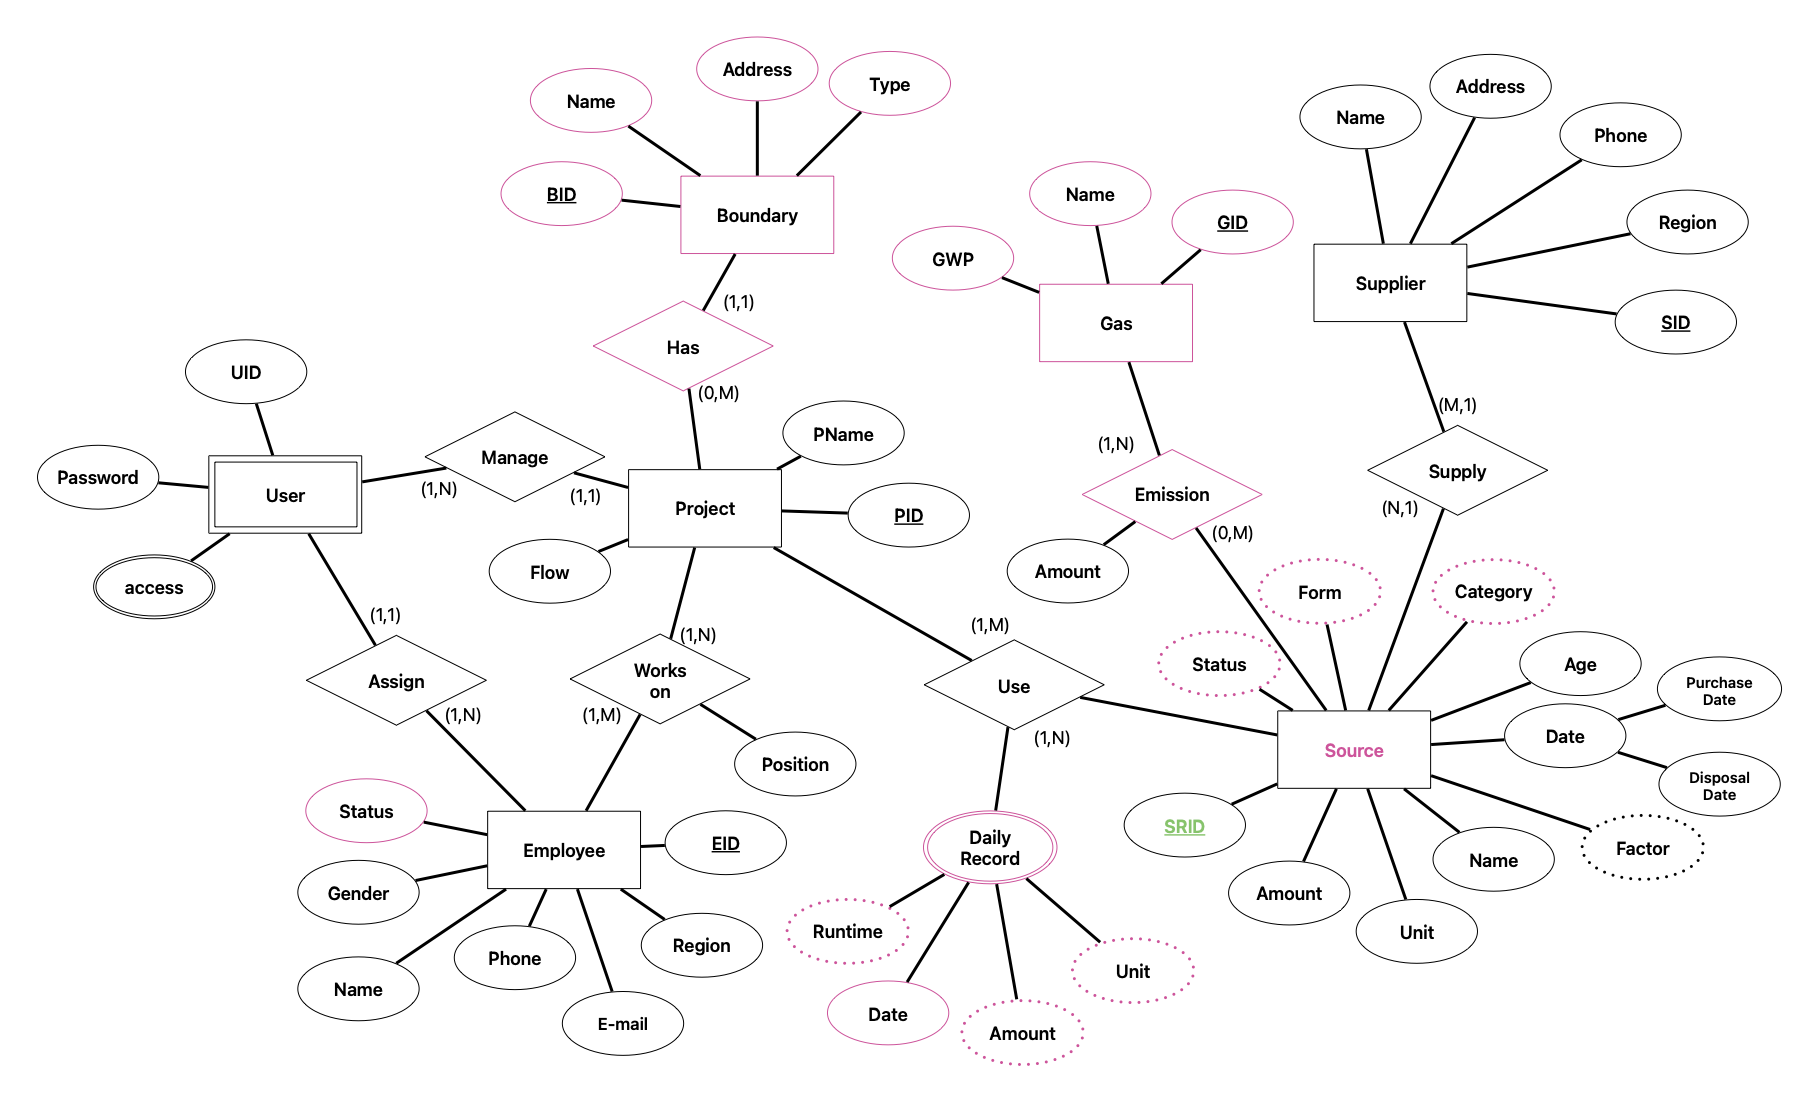 Address
Type
Name
BID
Boundary
(1,1)
Has
(0,M)
Address
Name
Phone
Region
Supplier
SID
Name
GID
GWP
Gas
(M,1)
Supply
(N,1)
(1,N)
Emission
(0,M)
Amount
UID
Password
User
access
Manage
(1,N)
(1,1)
PName
Project
PID
Flow
(1,1)
Assign
(1,N)
(1,N)
Works
on
(1,M)
Position
(1,M)
Use
(1,N)
Form
Category
Status
Age
Purchase
Date
Date
Disposal
Date
Source
SRID
Factor
Name
Amount
Unit
Status
Employee
EID
Gender
Region
Phone
Name
E-mail
Daily
Record
Runtime
Unit
Date
Amount